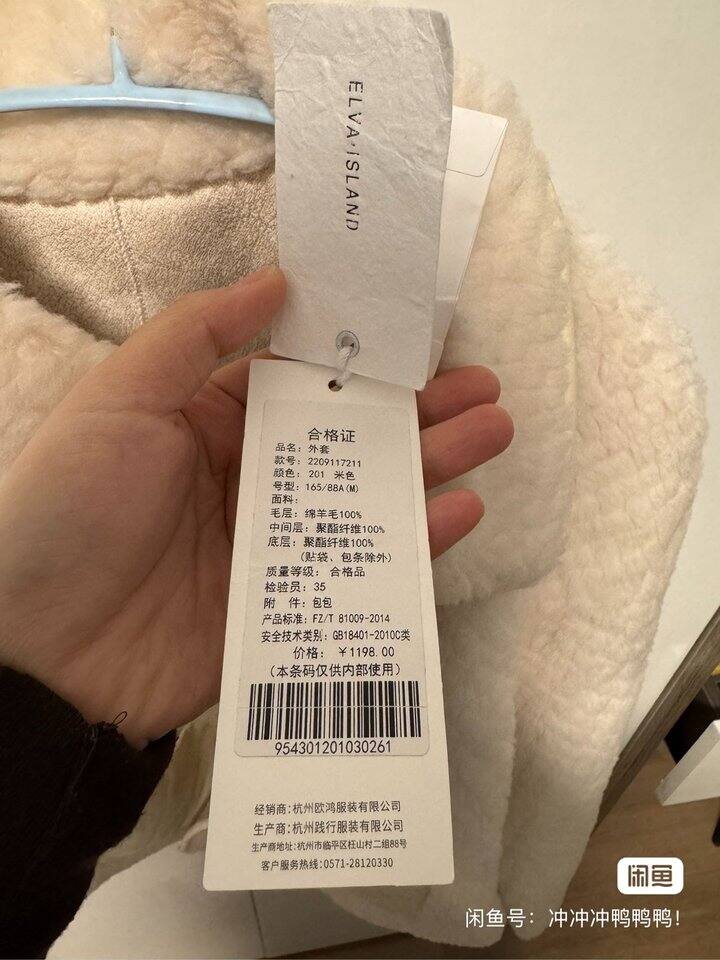 ELVA·ISLAND
合格证
品名：外套
款号：2209117211
颜色：201 米色
号型：165/88A(M)
面料：
毛层：绵羊毛100%
中间层：聚酯纤维100%
底层：聚酯纤维100%
（贴袋、包条除外）
质量等级：合格品
检验员：35
附 件：包包
产品标准：FZ/T 81009-2014
安全技术类别：GB18401-2010C类
价格：￥1198.00
（本条码仅供内部使用）
954301201030261
经销商：杭州欧鸿服装有限公司
生产商：杭州践行服装有限公司
生产商地址：杭州市临平区枉山村二组88号
客户服务热线：0571-28120330
闲鱼
闲鱼号：冲冲冲鸭鸭鸭！